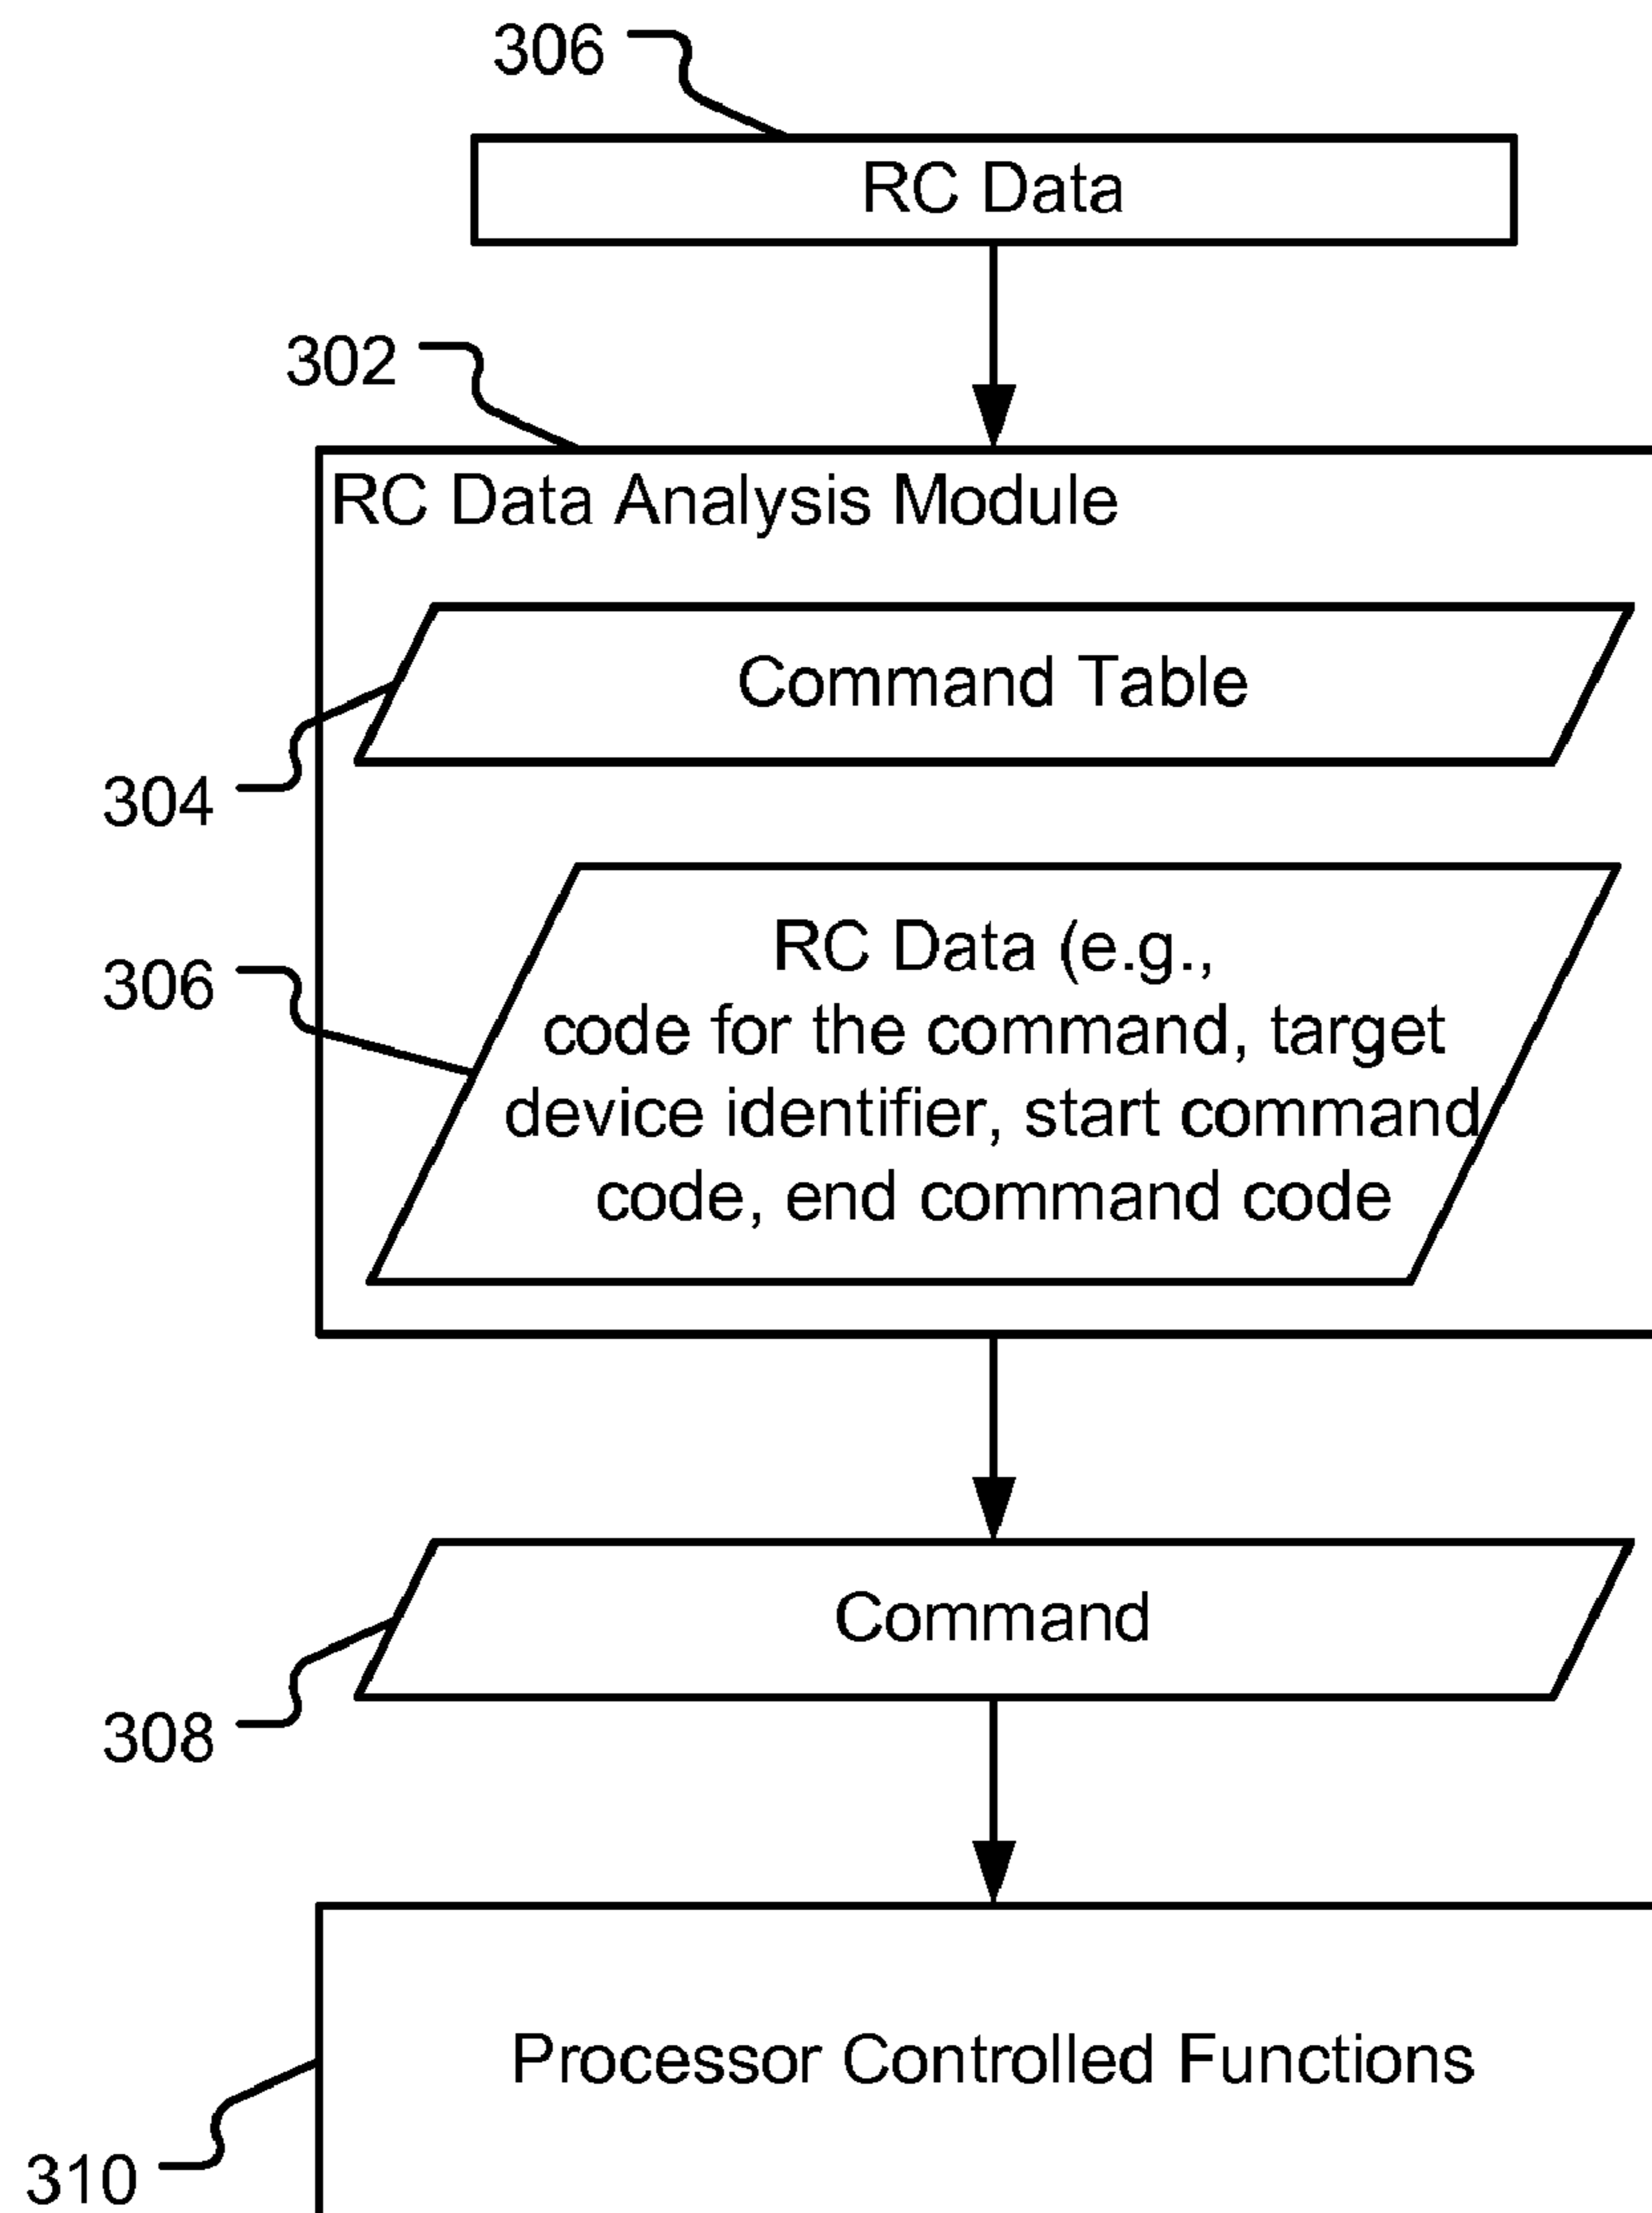 306
RC Data
302
RC Data Analysis Module
Command Table
304
306
RC Data (e.g.,
code for the command, target
device identifier, start command
code, end command code
Command
308
Processor Controlled Functions
310